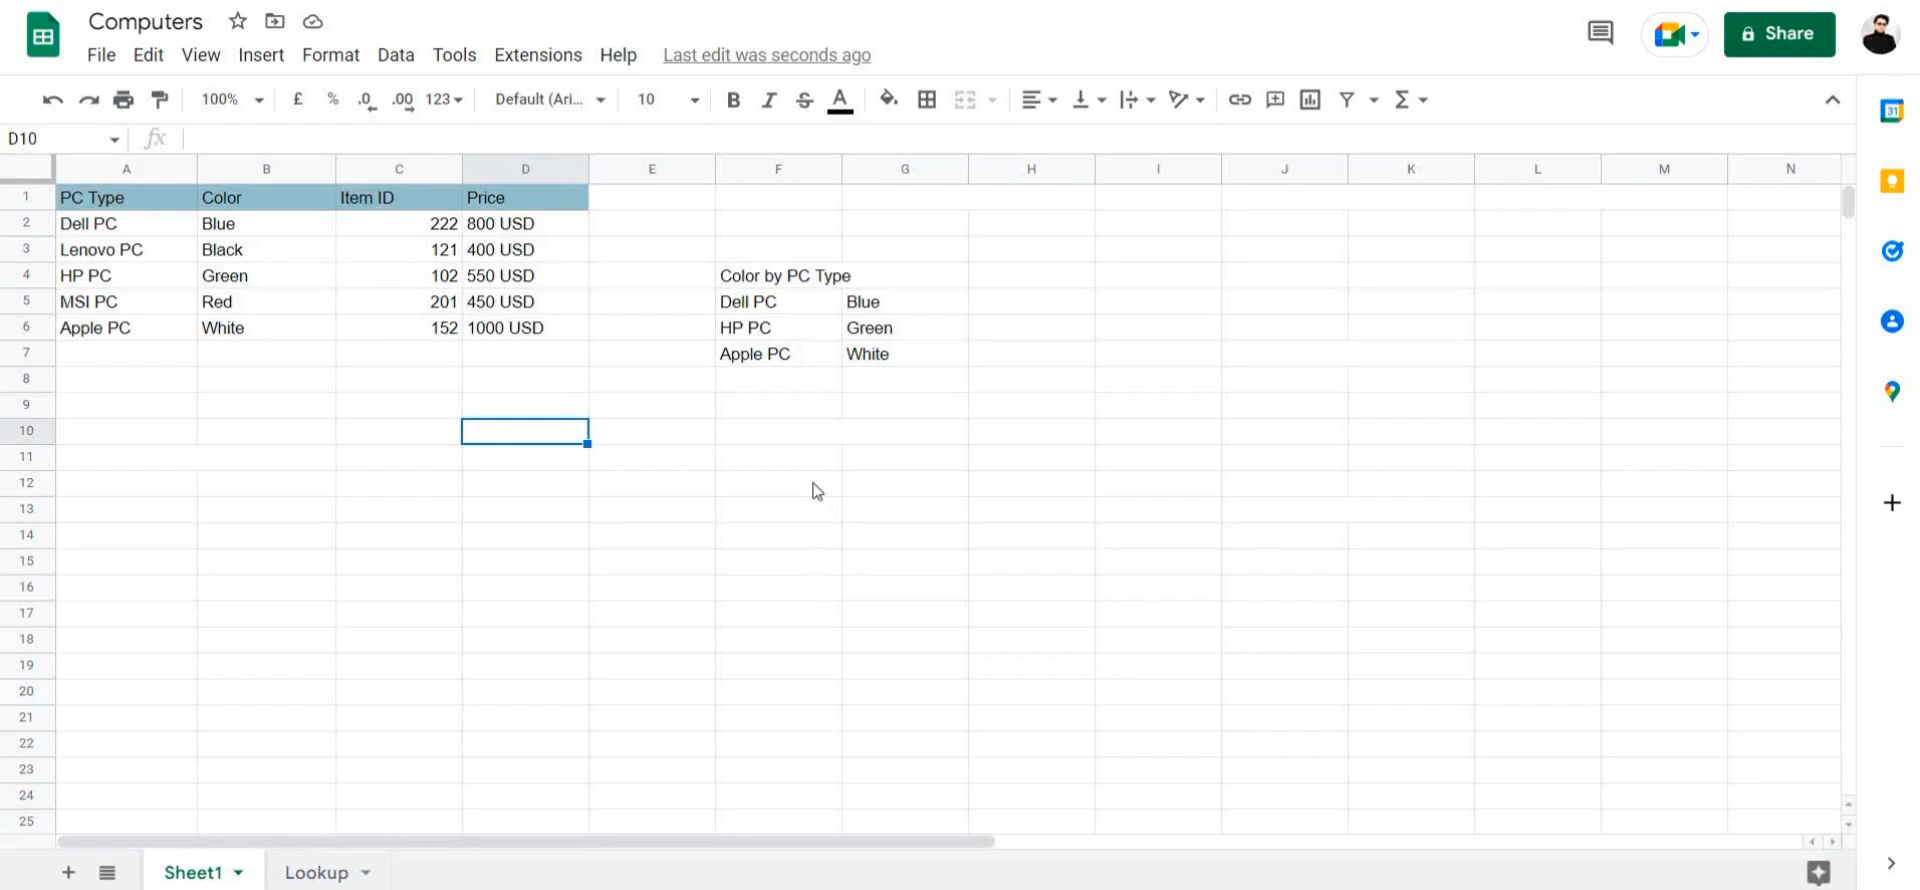 Computers
File Edit View Insert Format Data Tools Extensions Help Last edit was seconds ago
Share
100% £ % .0 .00 123 Default (Ari... 10 B I S A Σ
31
D10 fx
A B C D E F G H I J K L M N
1 PC Type Color Item ID Price
2 Dell PC Blue 222 800 USD
3 Lenovo PC Black 121 400 USD
4 HP PC Green 102 550 USD Color by PC Type
5 MSI PC Red 201 450 USD Dell PC Blue
6 Apple PC White 152 1000 USD HP PC Green
7 Apple PC White
8
9
10
11
12
13
14
15
16
17
18
19
20
21
22
23
24
25
Sheet1 Lookup